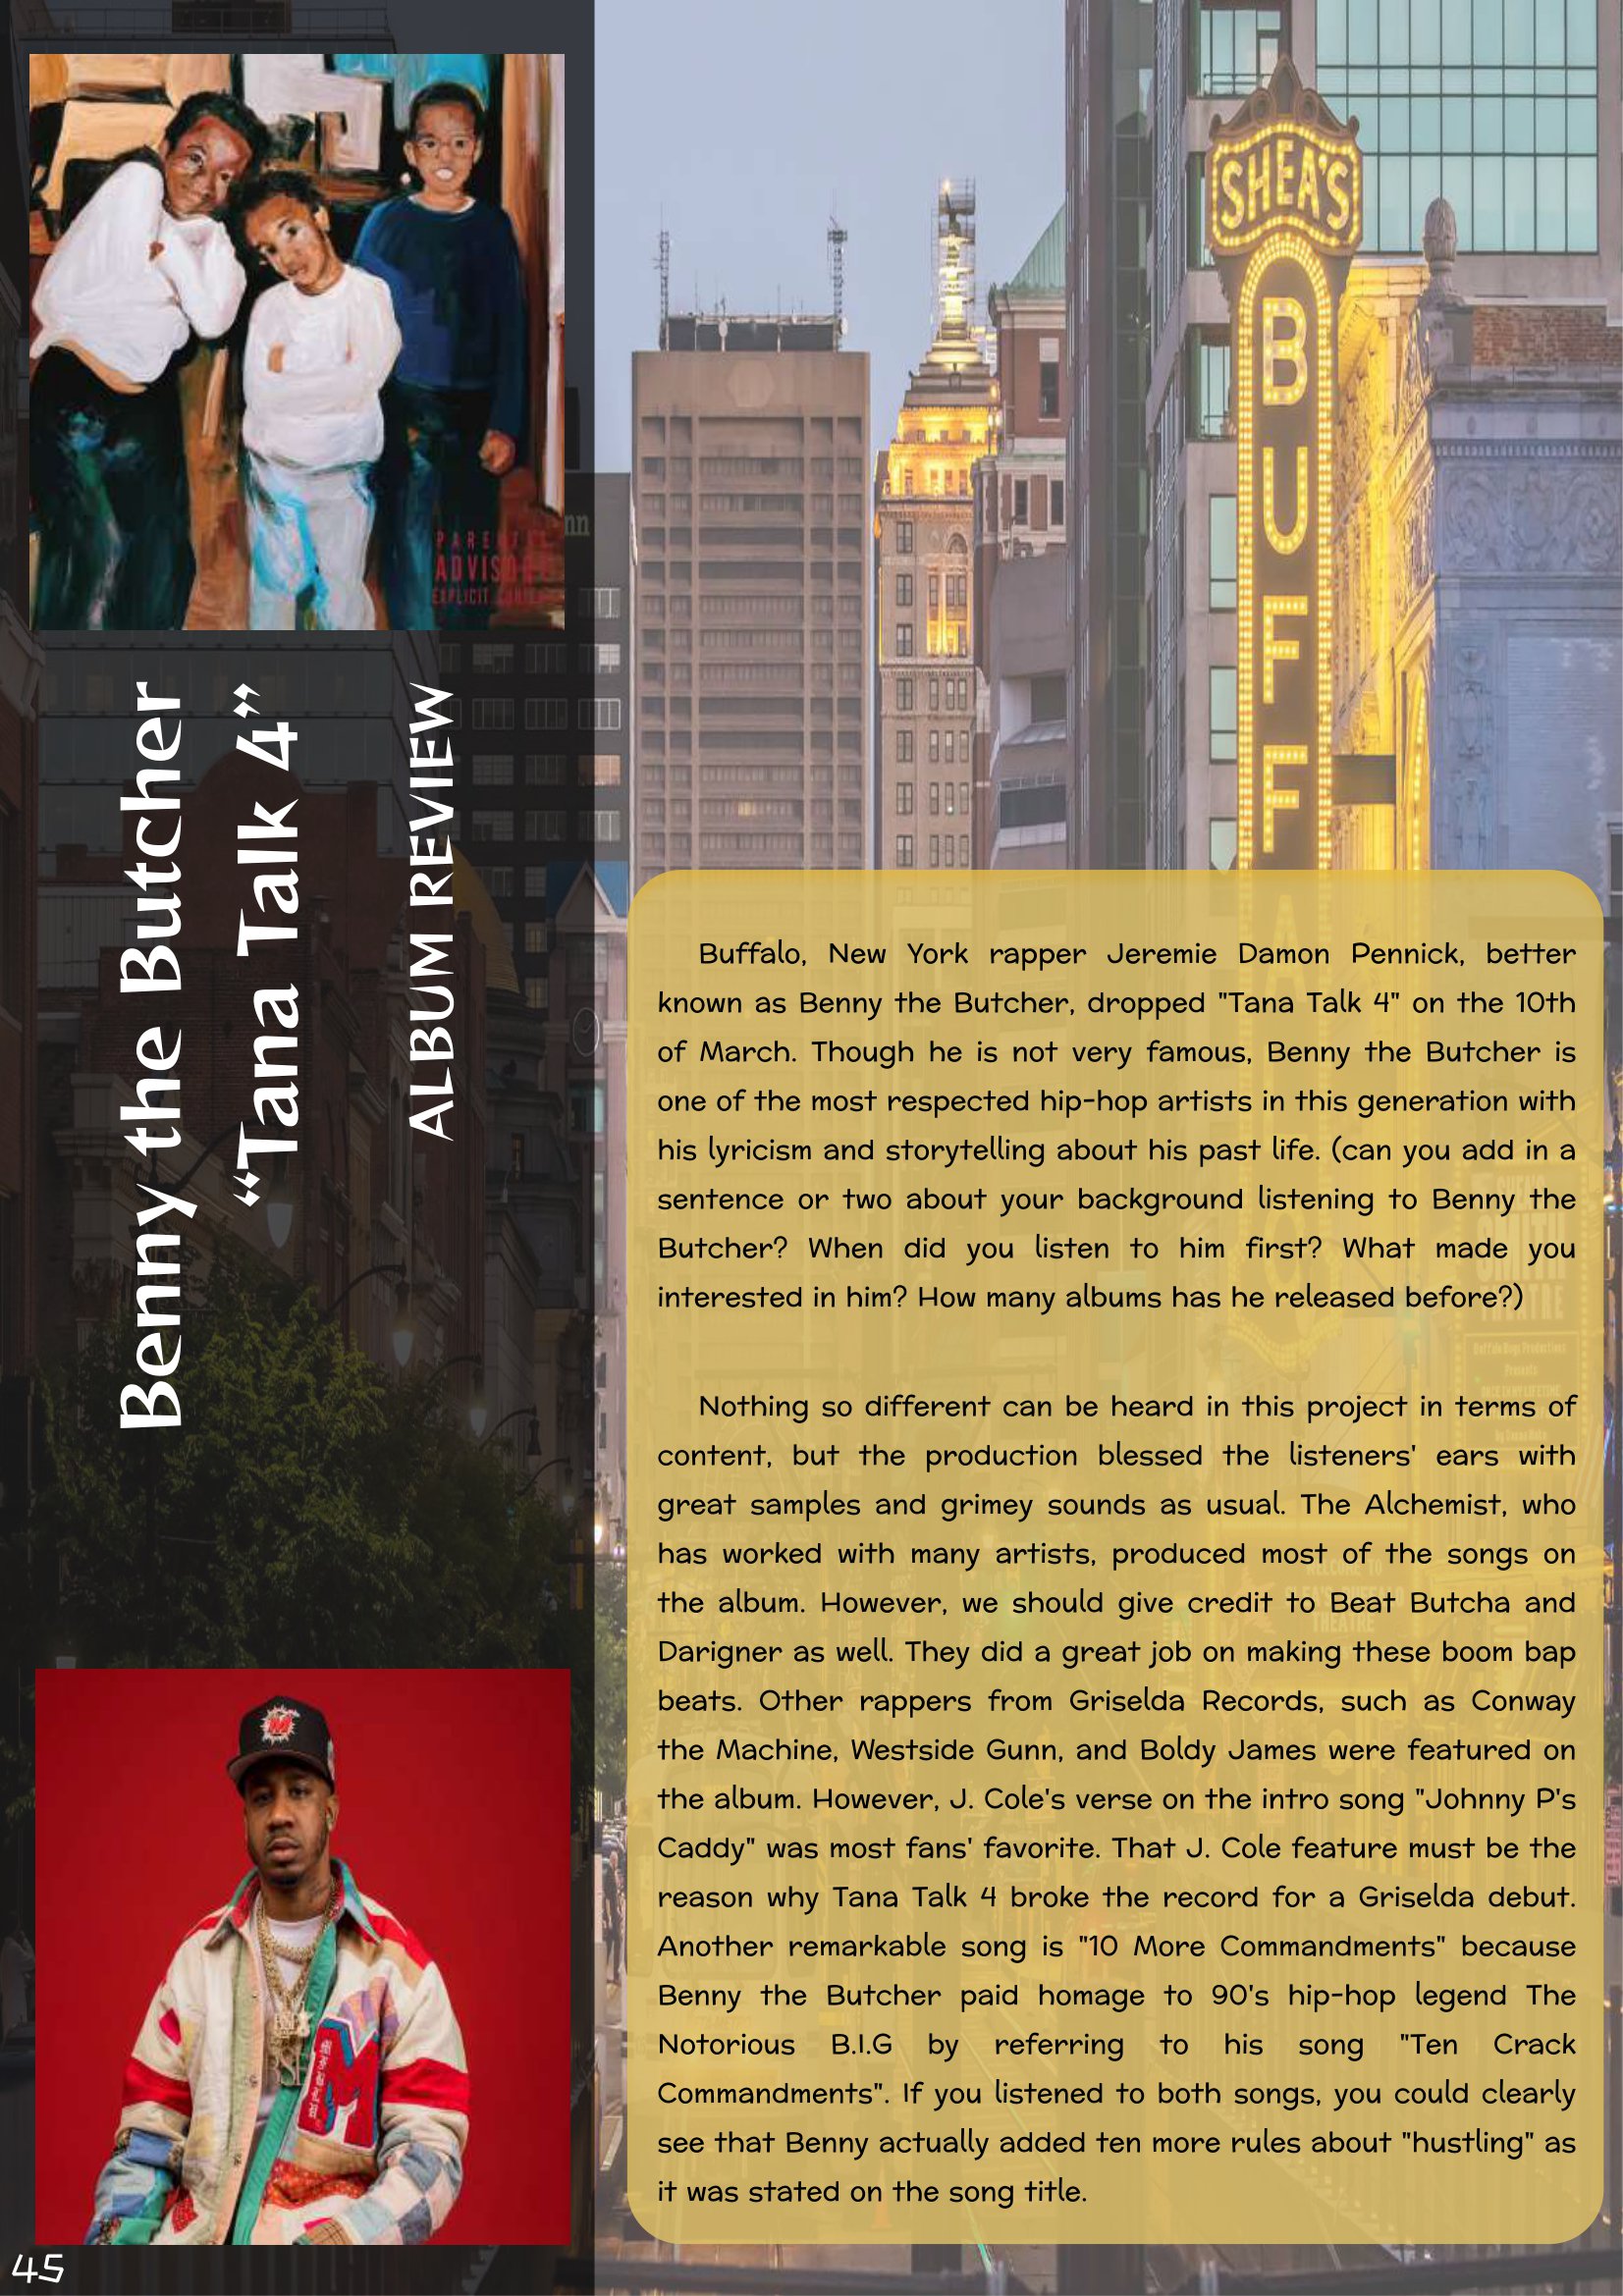 PARENTAL
ADVISORY
EXPLICIT CONTENT
SHEA'S
BUFF
Benny the Butcher
“Tana Talk 4”
ALBUM REVIEW
Buffalo, New York rapper Jeremie Damon Pennick, better
known as Benny the Butcher, dropped "Tana Talk 4" on the 10th
of March. Though he is not very famous, Benny the Butcher is
one of the most respected hip-hop artists in this generation with
his lyricism and storytelling about his past life. (can you add in a
sentence or two about your background listening to Benny the
Butcher? When did you listen to him first? What made you
interested in him? How many albums has he released before?)
Nothing so different can be heard in this project in terms of
content, but the production blessed the listeners' ears with
great samples and grimey sounds as usual. The Alchemist, who
has worked with many artists, produced most of the songs on
the album. However, we should give credit to Beat Butcha and
Darigner as well. They did a great job on making these boom bap
beats. Other rappers from Griselda Records, such as Conway
the Machine, Westside Gunn, and Boldy James were featured on
the album. However, J. Cole's verse on the intro song "Johnny P's
Caddy" was most fans' favorite. That J. Cole feature must be the
reason why Tana Talk 4 broke the record for a Griselda debut.
Another remarkable song is "10 More Commandments" because
Benny the Butcher paid homage to 90's hip-hop legend The
Notorious B.I.G by referring to his song "Ten Crack
Commandments". If you listened to both songs, you could clearly
see that Benny actually added ten more rules about "hustling" as
it was stated on the song title.
45